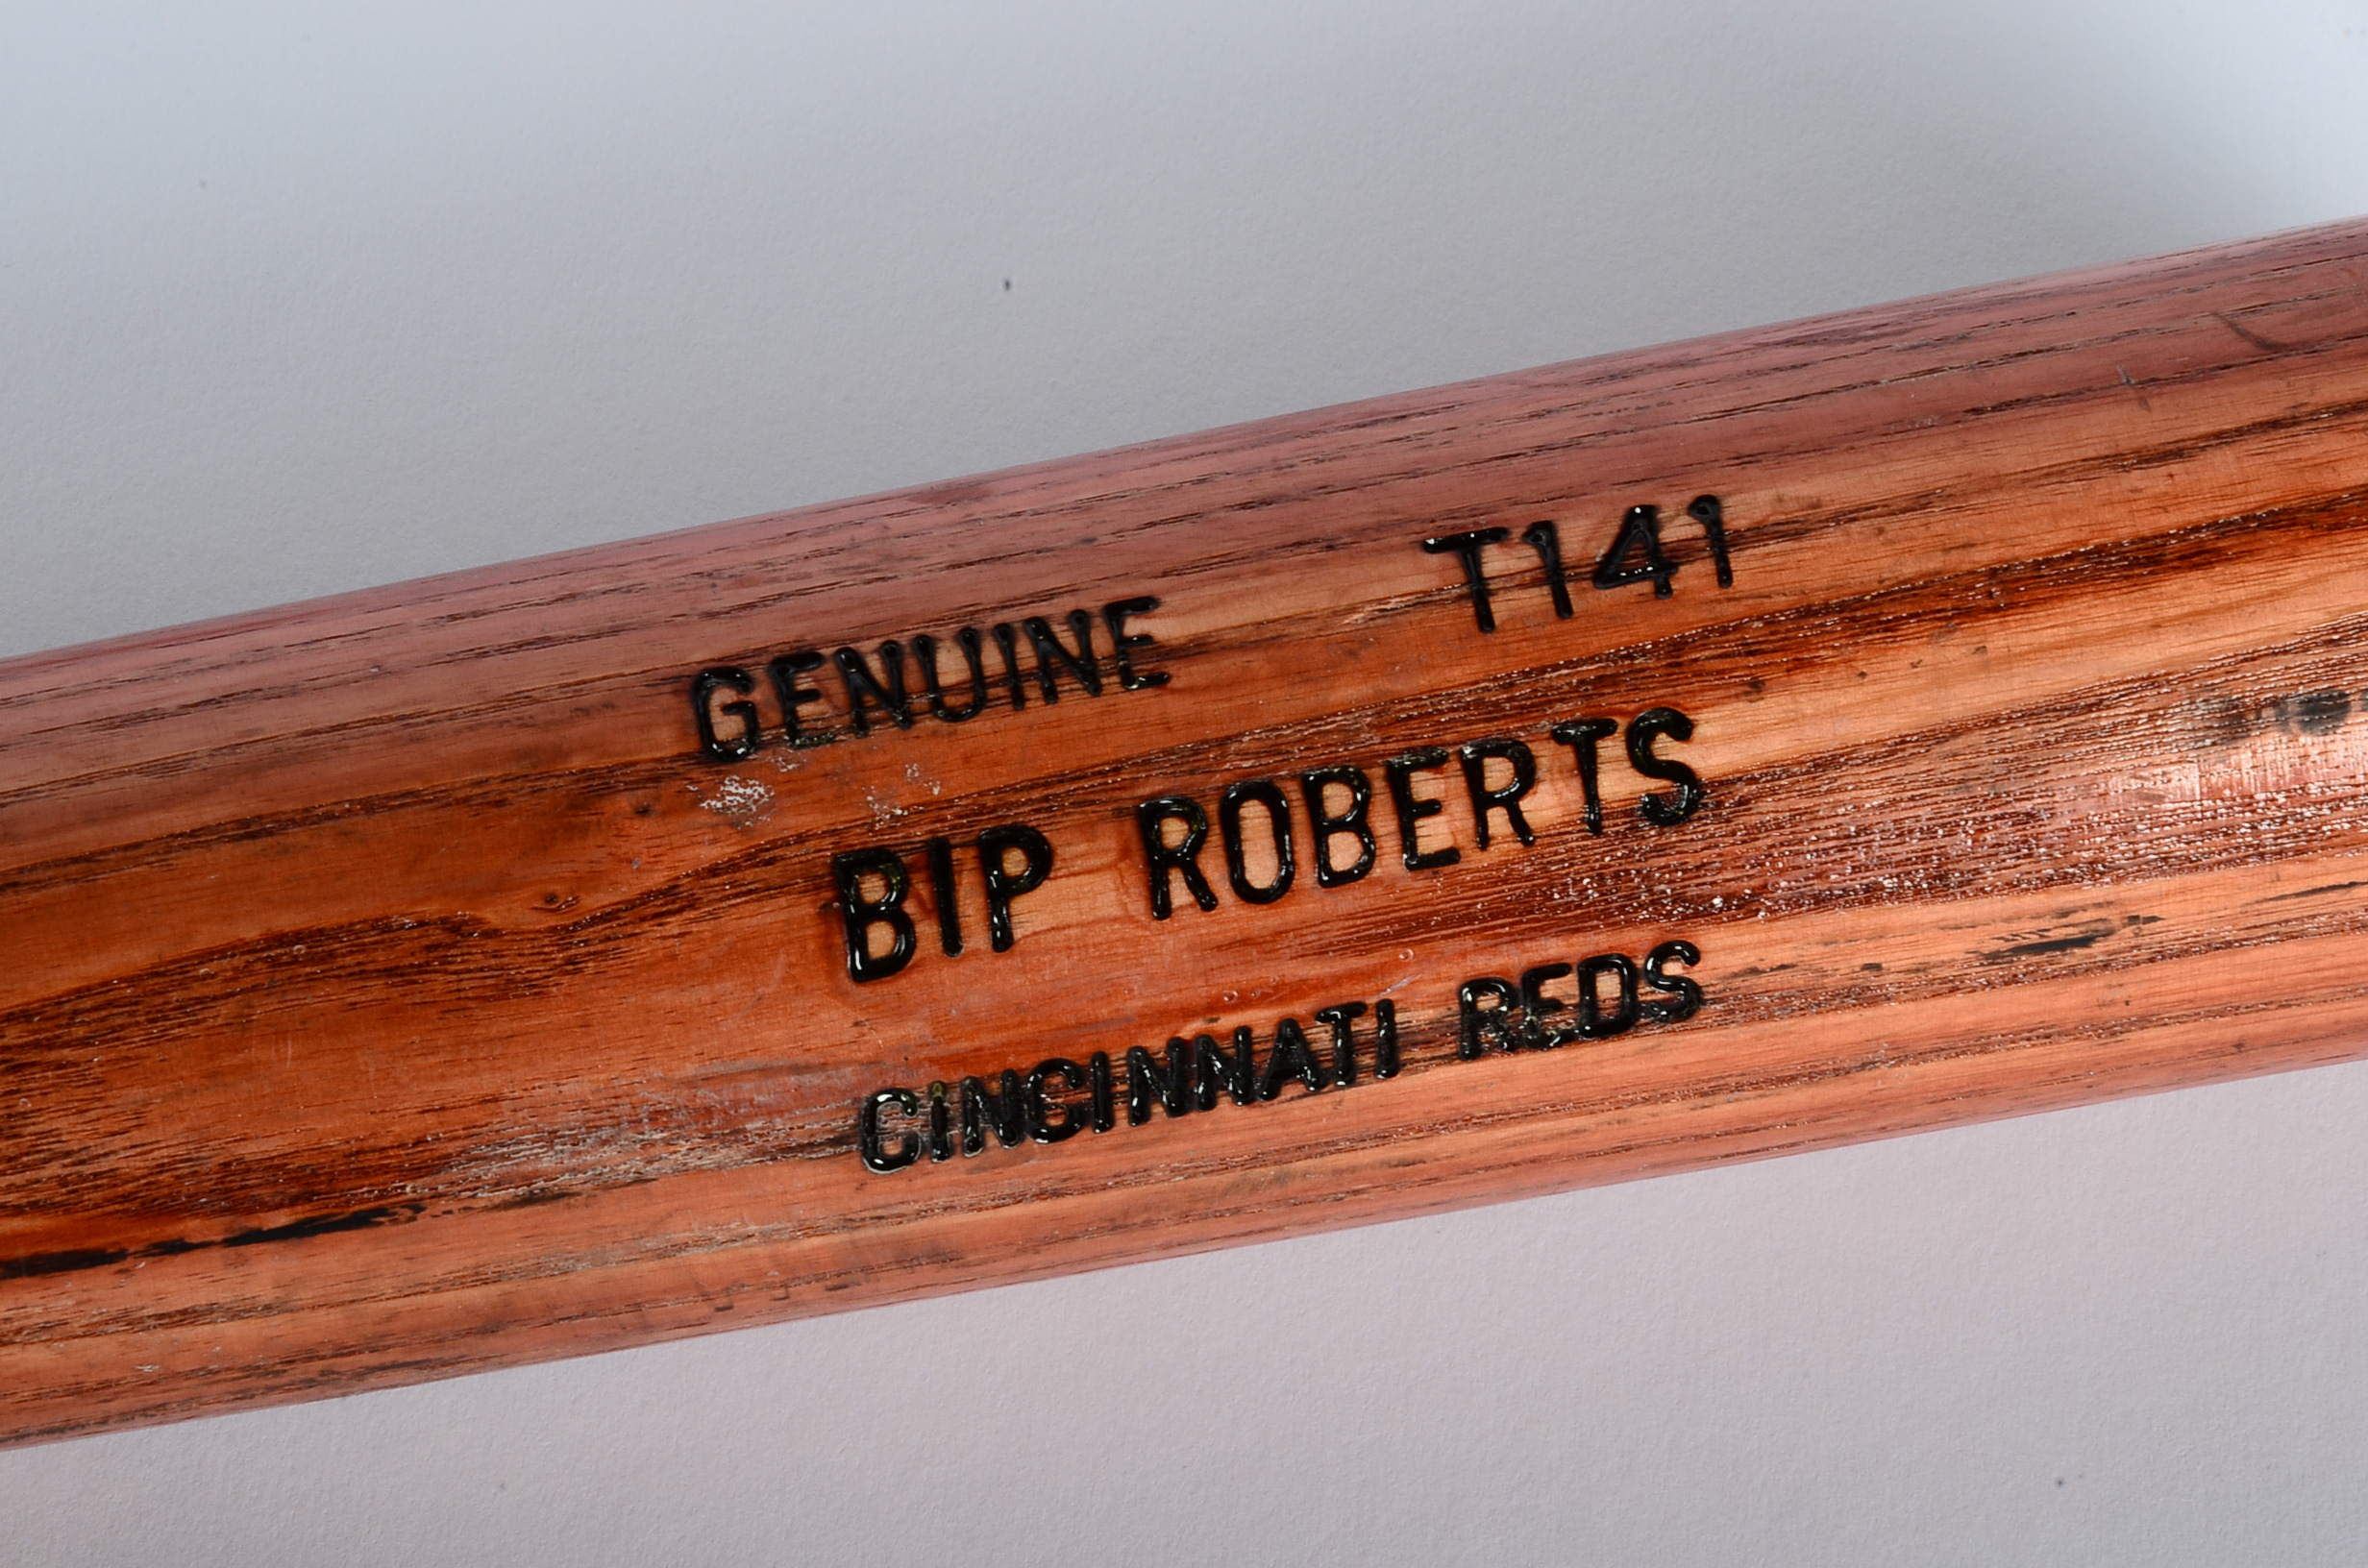 GENUINE T141
BIP ROBERTS
CINCINNATI REDS